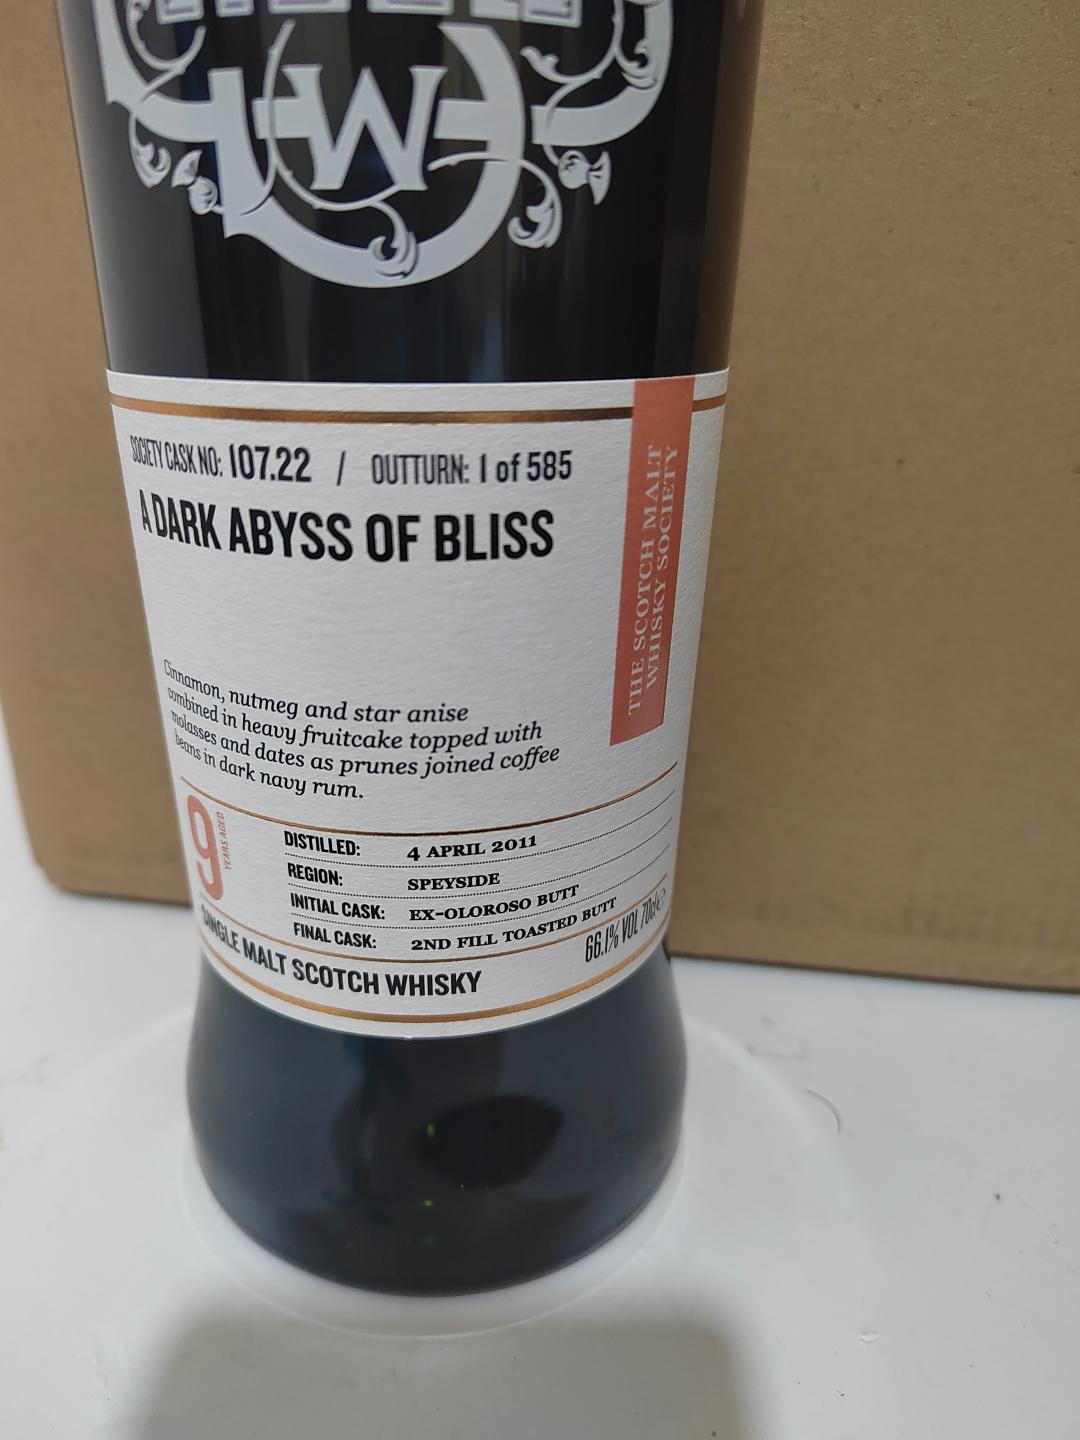 SOCIETY CASK NO: 107.22 / OUTTURN: 1 of 585
A DARK ABYSS OF BLISS
THE SCOTCH MALT
WHISKY SOCIETY
Cinnamon, nutmeg and star anise
combined in heavy fruitcake topped with
molasses and dates as prunes joined coffee
beans in dark navy rum.
9 YEARS AGED
DISTILLED: 4 APRIL 2011
REGION: SPEYSIDE
INITIAL CASK: EX-OLOROSO BUTT
FINAL CASK: 2ND FILL TOASTED BUTT
SINGLE MALT SCOTCH WHISKY
66.1% VOL 70cl e